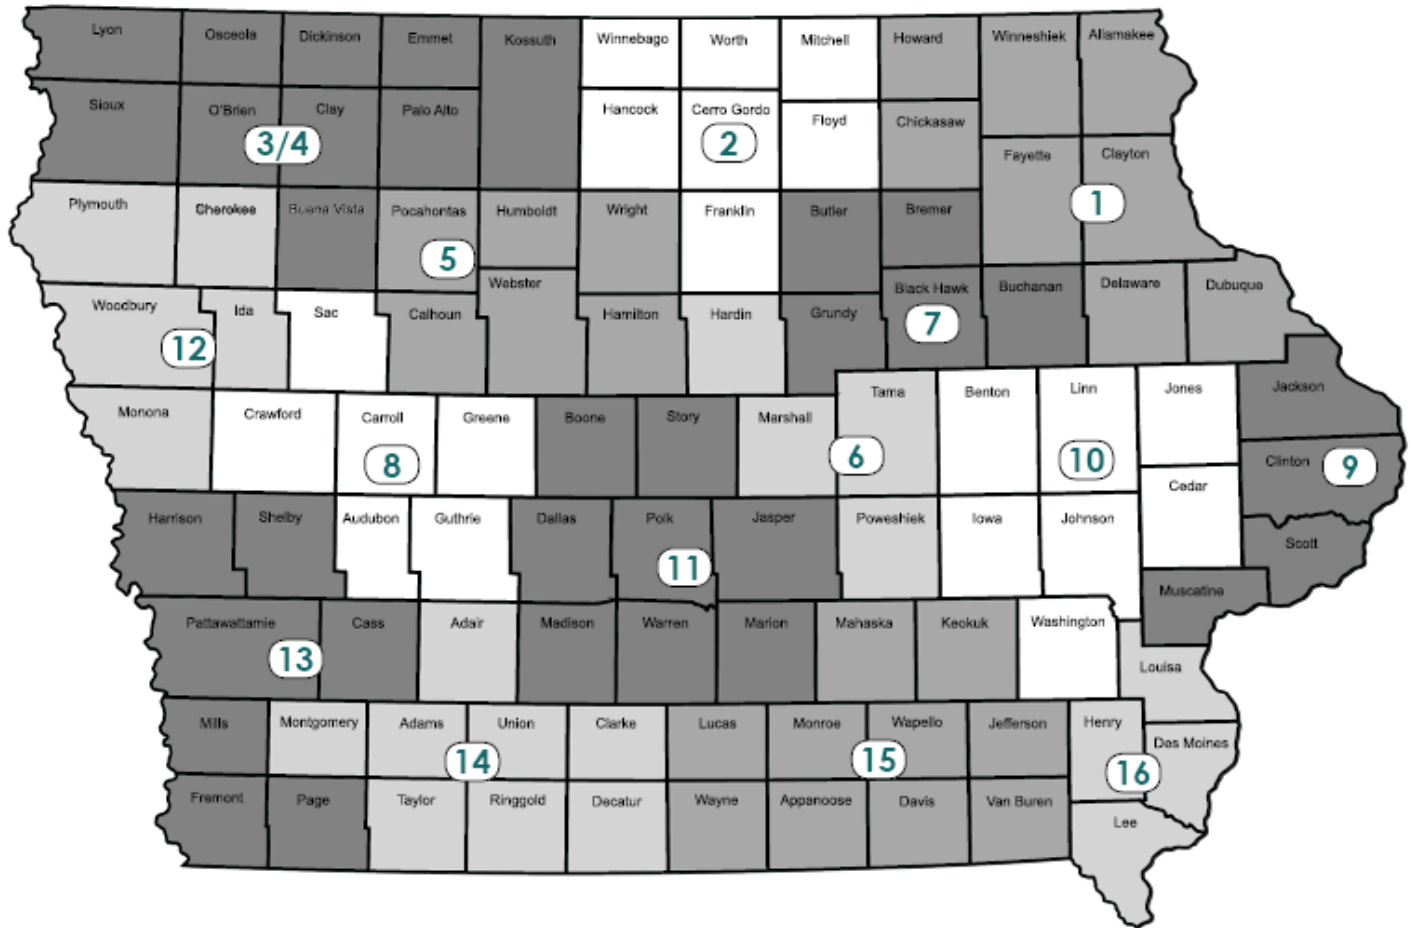 Lyon
Osceola
Dickinson
Emmet
Kossuth
Winnebago
Worth
Mitchell
Howard
Winneshiek
Allamakee
Sioux
O'Brien
Clay
Palo Alto
Hancock
Cerro Gordo
Floyd
Chickasaw
3/4
2
Fayette
Clayton
1
Plymouth
Cherokee
Buena Vista
Pocahontas
Humboldt
Wright
Franklin
Butler
Bremer
5
Webster
Black Hawk
Buchanan
Delaware
Dubuque
Woodbury
Ida
Sac
Calhoun
Hamilton
Hardin
Grundy
7
12
Monona
Crawford
Carroll
Greene
Boone
Story
Marshall
Tama
Benton
Linn
Jones
Jackson
8
6
10
Clinton
9
Cedar
Harrison
Shelby
Audubon
Guthrie
Dallas
Polk
Jasper
Poweshiek
Iowa
Johnson
Scott
11
Muscatine
Pattawattamie
Cass
Adair
Madison
Warren
Marion
Mahaska
Keokuk
Washington
13
Louisa
Mills
Montgomery
Adams
Union
Clarke
Lucas
Monroe
Wapello
Jefferson
Henry
Des Moines
14
15
16
Fremont
Page
Taylor
Ringgold
Decatur
Wayne
Appanoose
Davis
Van Buren
Lee